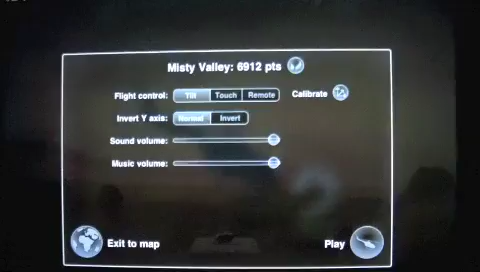 Misty Valley: 6912 pts
Flight control: Tilt Touch Remote Calibrate
Invert Y axis: Normal Invert
Sound volume:
Music volume:
Exit to map Play